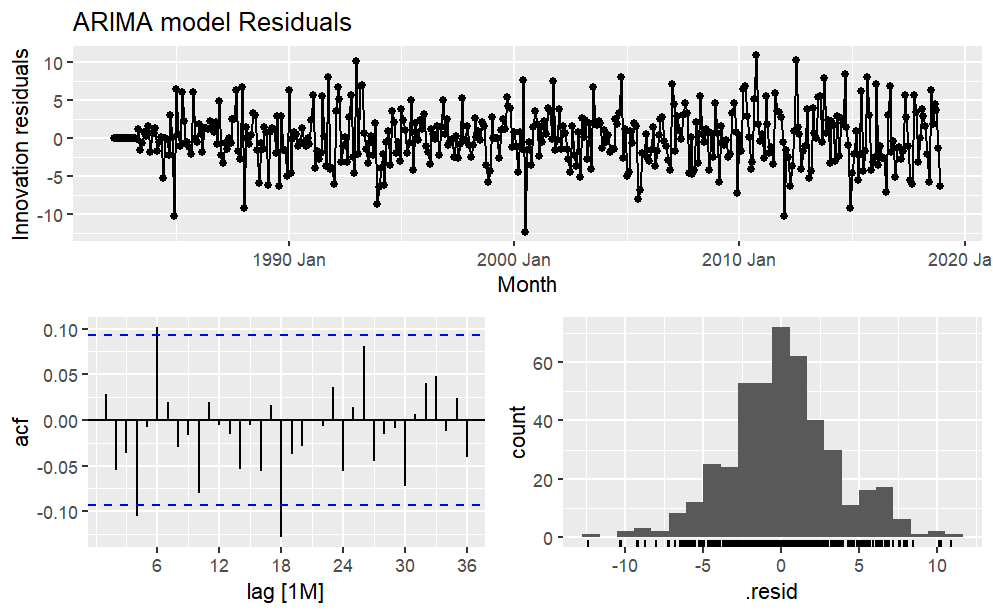 ARIMA model Residuals
Innovation residuals
10
5
0
-5
-10
1990 Jan
2000 Jan
2010 Jan
2020 Ja
Month
acf
0.10
0.05
0.00
-0.05
-0.10
6
12
18
24
30
36
lag [1M]
count
60
40
20
0
-10
-5
0
5
10
.resid